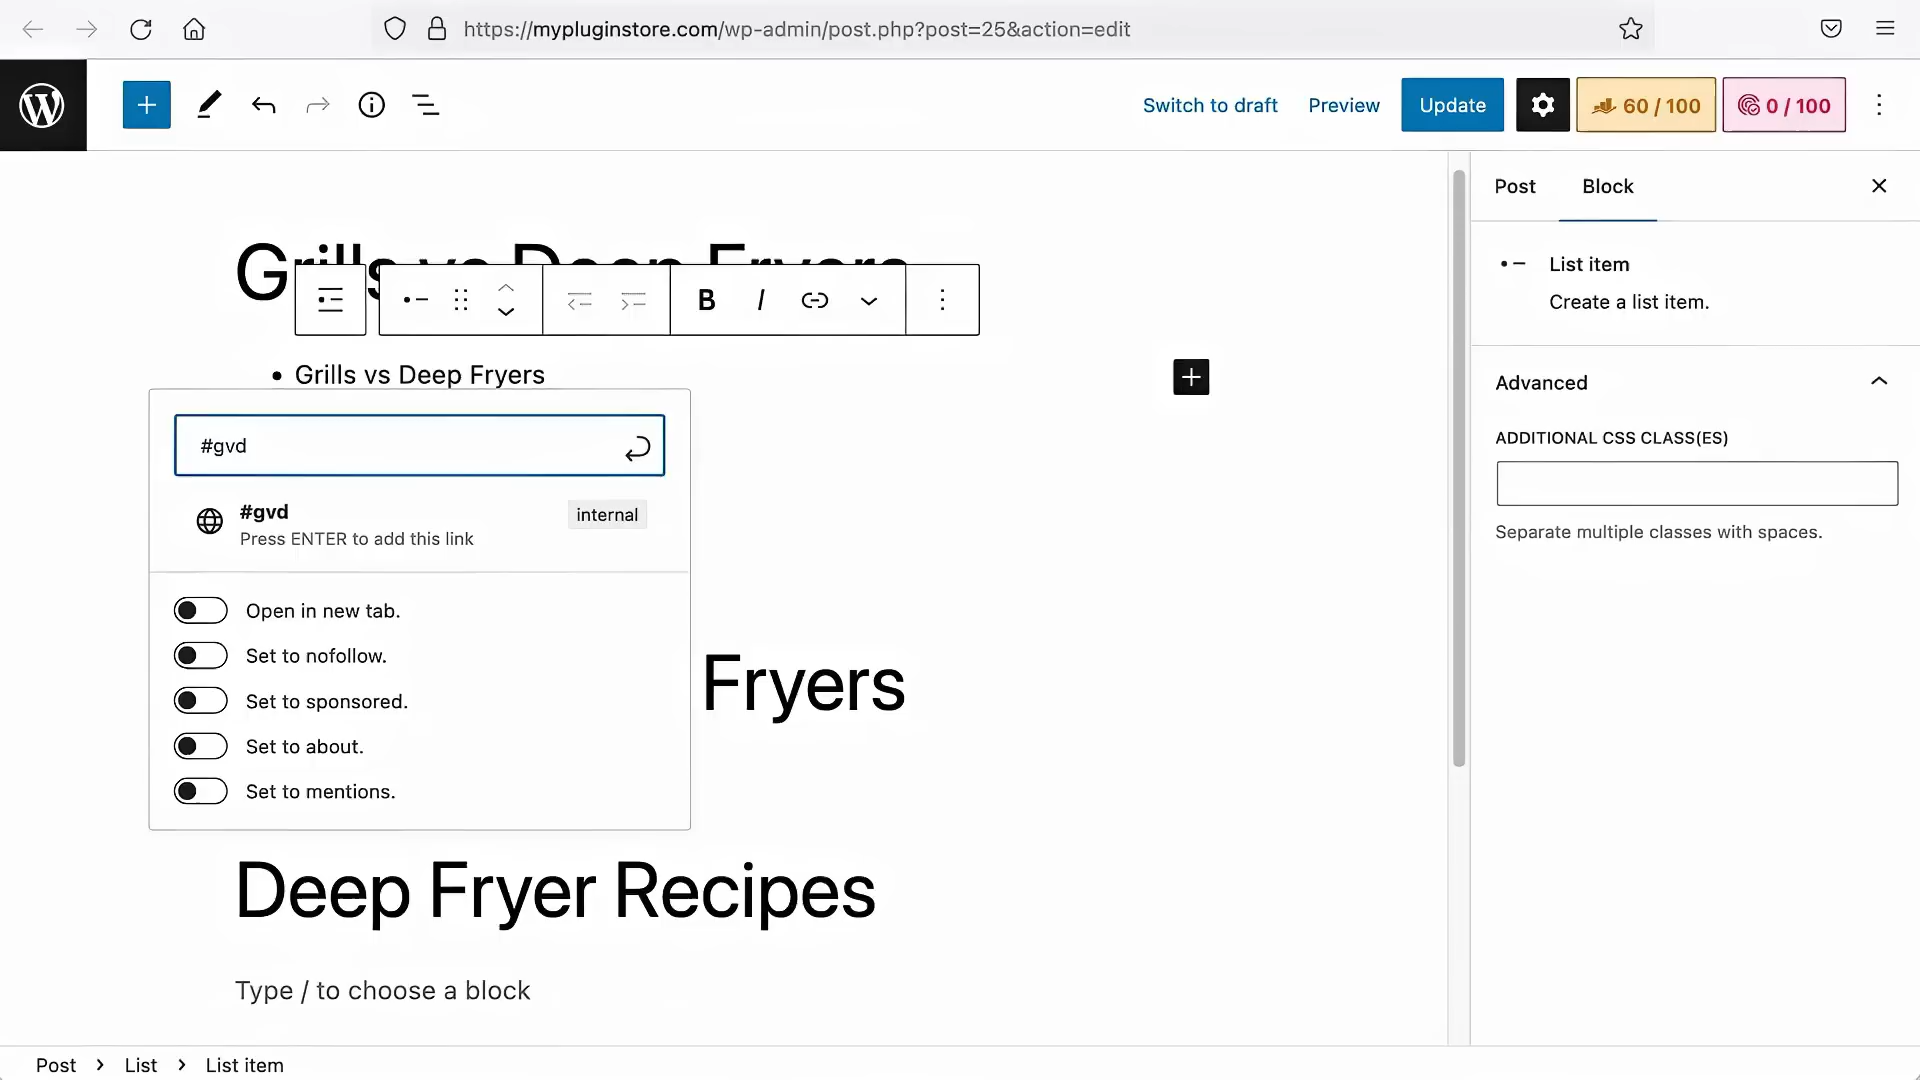 https://mypluginstore.com/wp-admin/post.php?post=25&action=edit
Switch to draft Preview Update 60 / 100 0 / 100
Post Block
Grills vs Deep Fryers
List item
Create a list item.
B I
Grills vs Deep Fryers
Advanced
#gvd
ADDITIONAL CSS CLASS(ES)
#gvd internal
Press ENTER to add this link
Separate multiple classes with spaces.
Open in new tab.
Set to nofollow.
Fryers
Set to sponsored.
Set to about.
Set to mentions.
Deep Fryer Recipes
Type / to choose a block
Post > List > List item